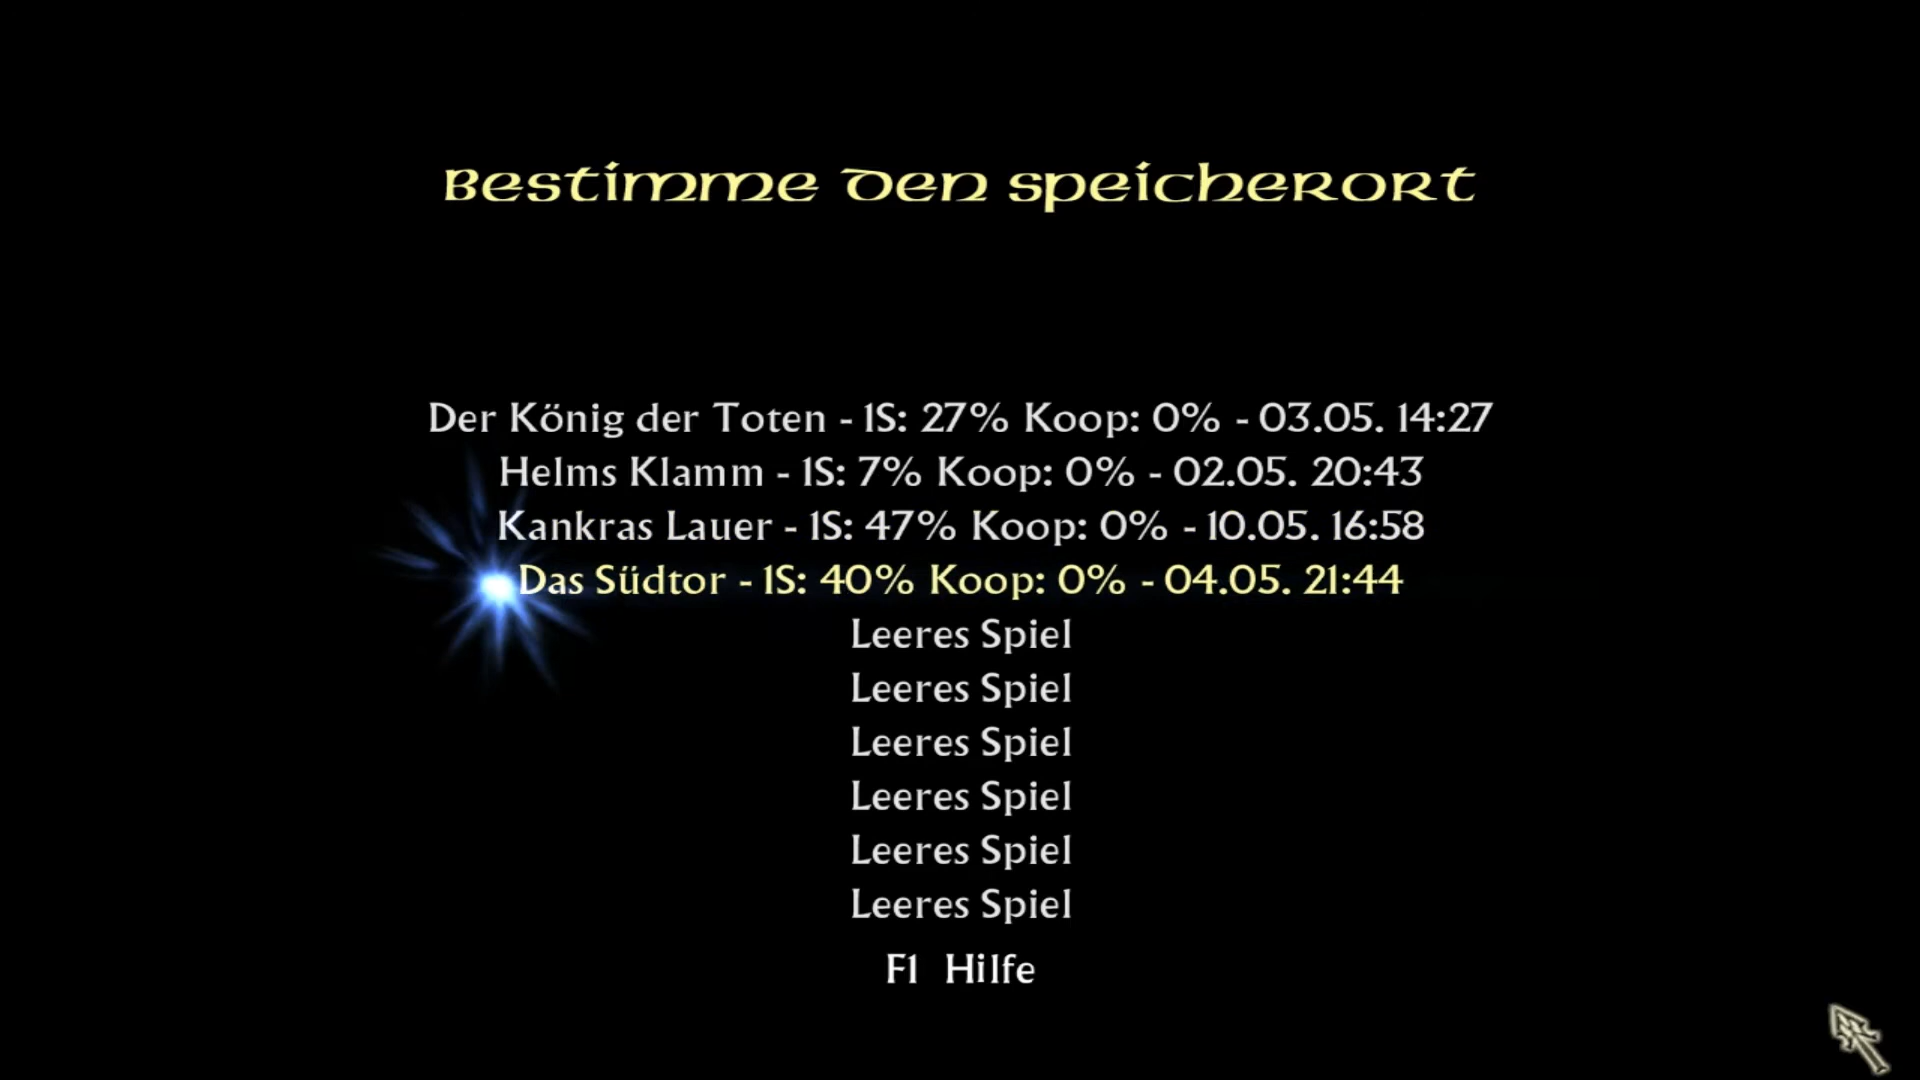 Bestimme den Speicherort
Der König der Toten - 1S: 27% Koop: 0% - 03.05. 14:27
Helms Klamm - 1S: 7% Koop: 0% - 02.05. 20:43
Kankras Lauer - 1S: 47% Koop: 0% - 10.05. 16:58
Das Südtor - 1S: 40% Koop: 0% - 04.05. 21:44
Leeres Spiel
Leeres Spiel
Leeres Spiel
Leeres Spiel
Leeres Spiel
Leeres Spiel
F1 Hilfe